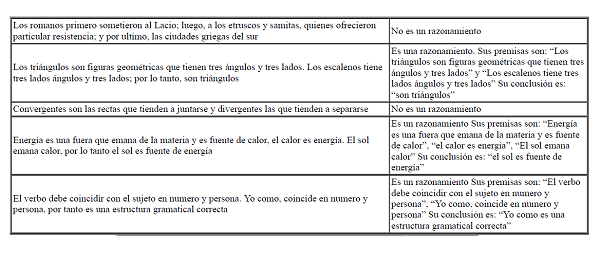 Los romanos primero sometieron al Lacio; luego, a los etruscos y samitas, quienes ofrecieron
particular resistencia; y por ultimo, las ciudades griegas del sur
No es un razonamiento
Los triángulos son figuras geométricas que tienen tres ángulos y tres lados. Los escalenos tiene
tres lados ángulos y tres lados; por lo tanto, son triángulos
Es una razonamiento. Sus premisas son: “Los
triángulos son figuras geométricas que tienen tres
ángulos y tres lados” y “Los escalenos tiene tres
lados ángulos y tres lados” Su conclusión es:
“son triángulos”
Convergentes son las rectas que tienden a juntarse y divergentes las que tienden a separarse
No es un razonamiento
Energía es una fuera que emana de la materia y es fuente de calor, el calor es energía. El sol
emana calor, por lo tanto el sol es fuente de energía
Es un razonamiento Sus premisas son: “Energía
es una fuera que emana de la materia y es fuente
de calor”, “el calor es energía”, “El sol emana
calor” Su conclusión es: “el sol es fuente de
energía”
El verbo debe coincidir con el sujeto en numero y persona. Yo como, coincide en numero y
persona, por tanto es una estructura gramatical correcta
Es un razonamiento Sus premisas son: “El verbo
debe coincidir con el sujeto en numero y
persona”, “Yo como, coincide en numero y
persona” Su conclusión es: “Yo como es una
estructura gramatical correcta”